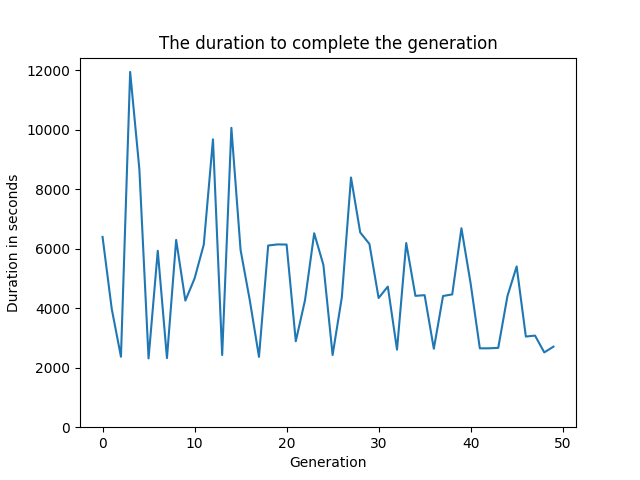 The duration to complete the generation
12000
10000
8000
6000
4000
2000
0
Duration in seconds
0 10 20 30 40 50
Generation